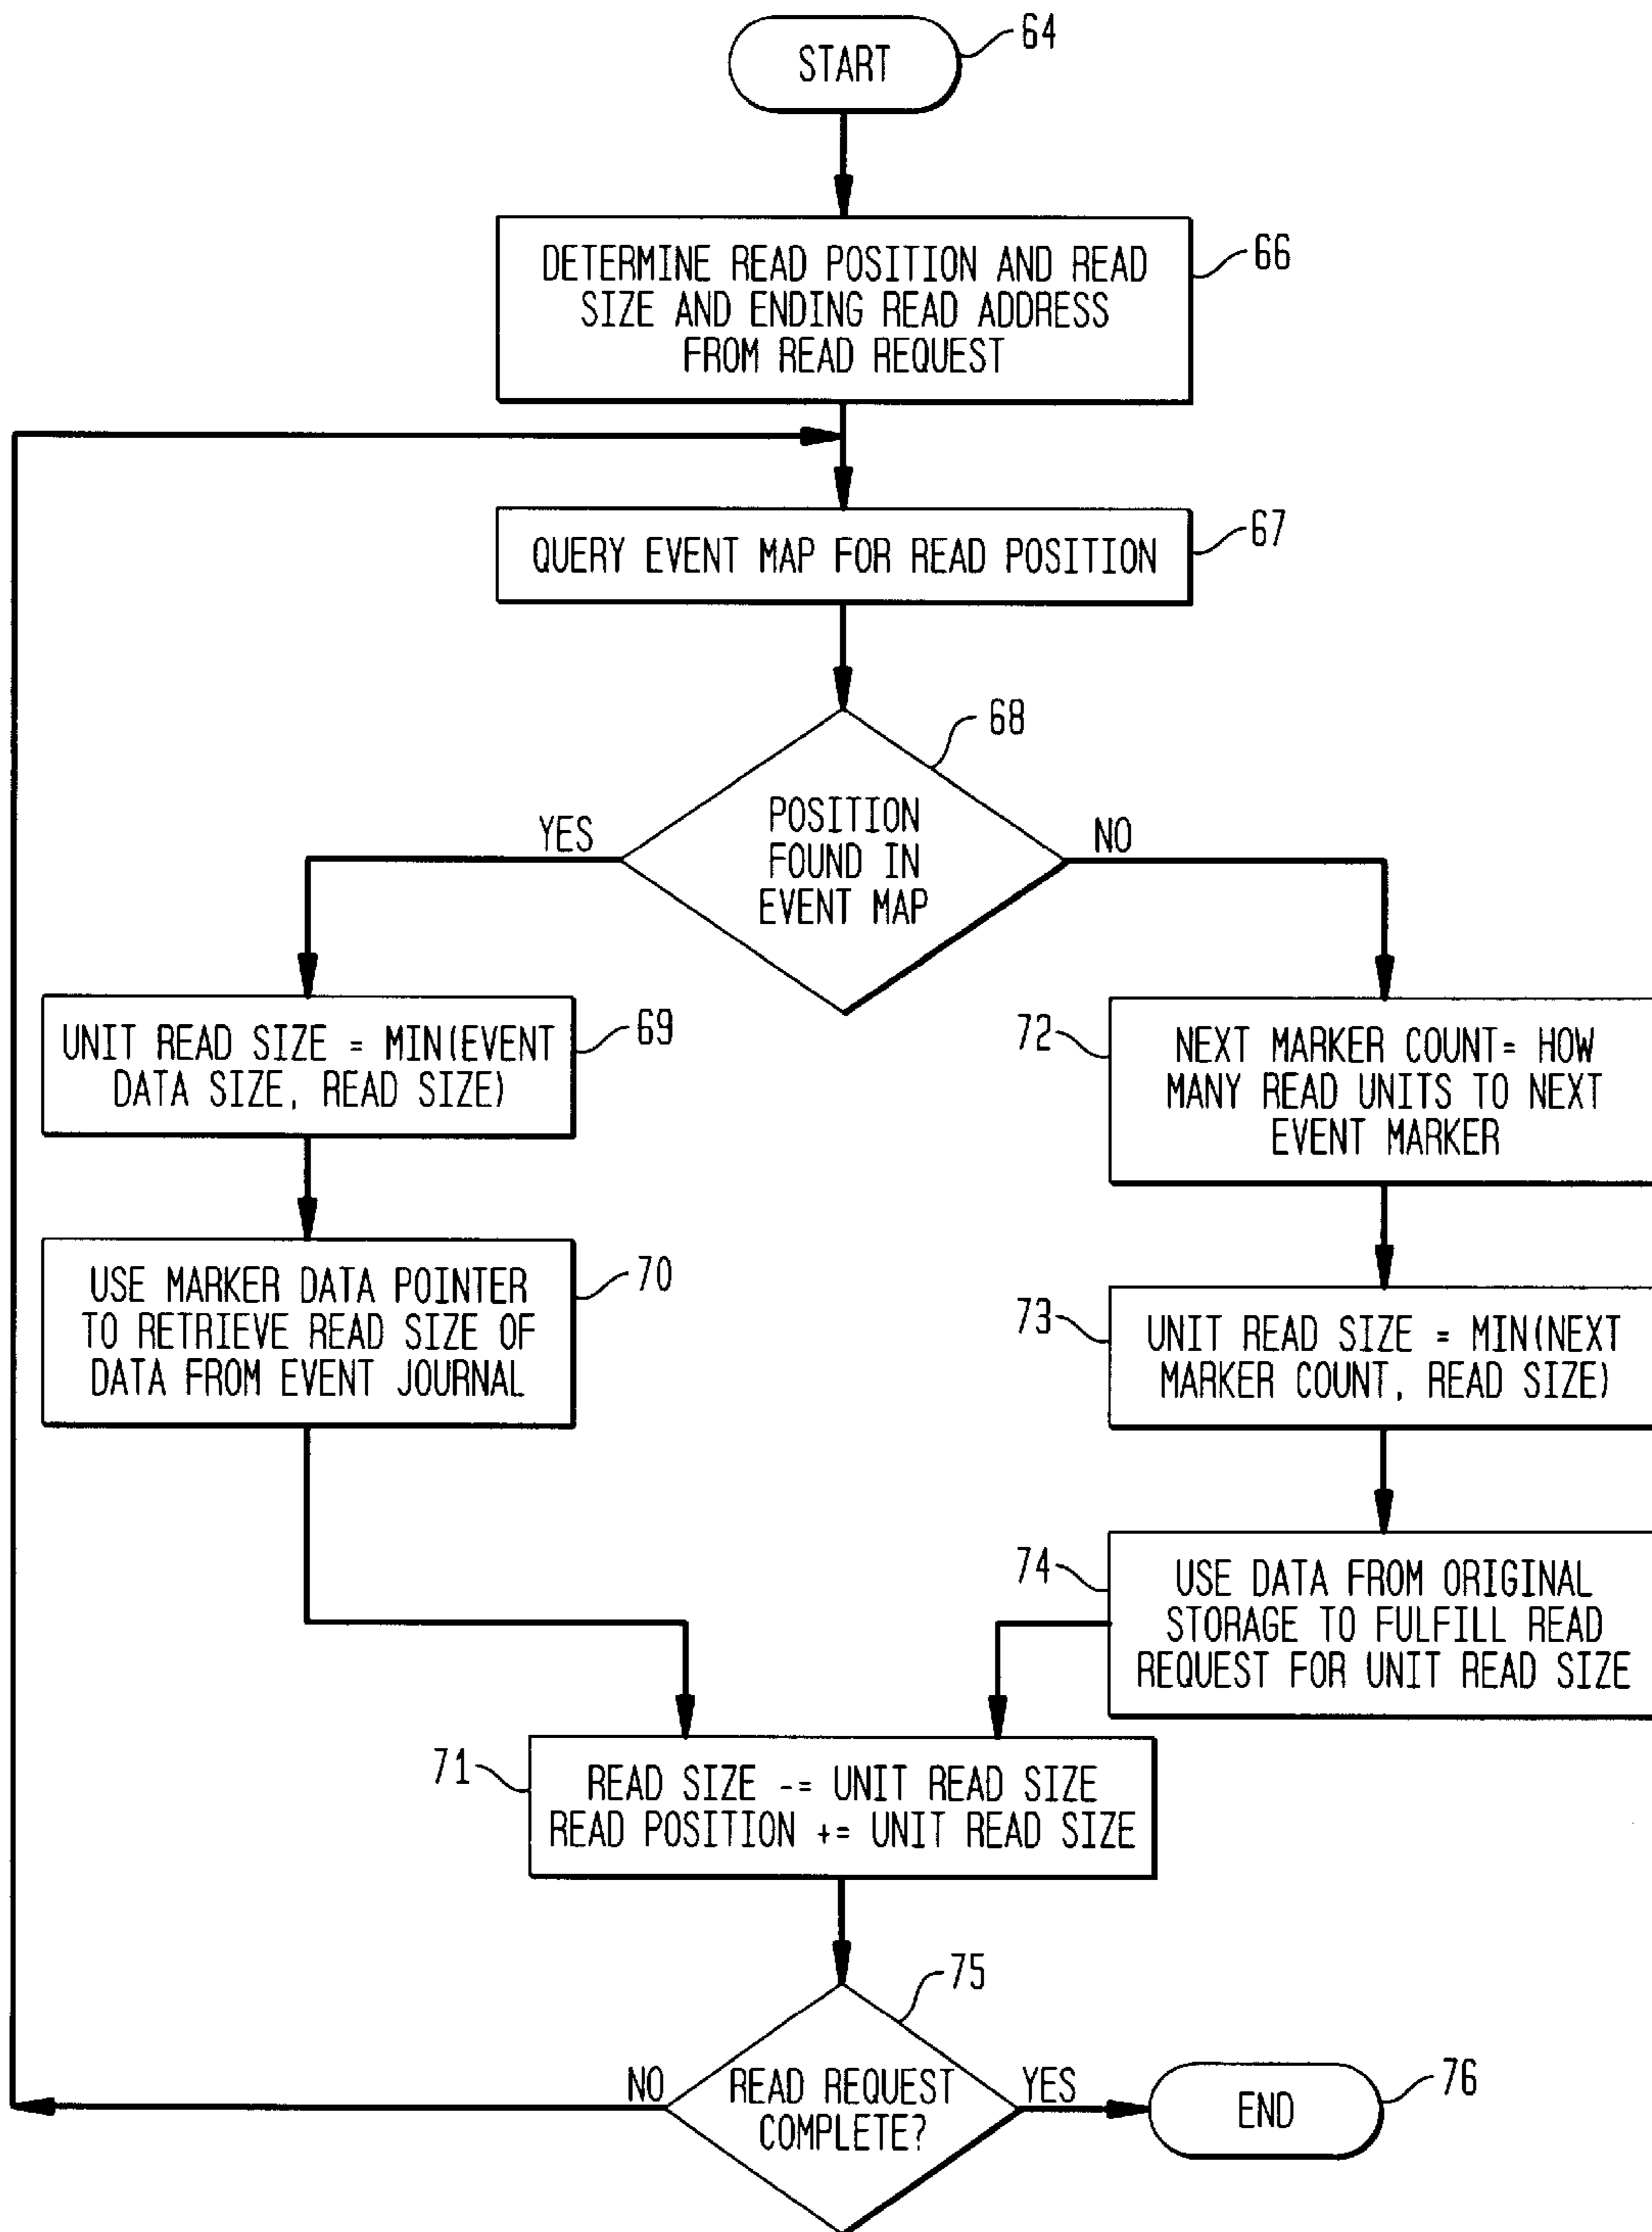 START
64
DETERMINE READ POSITION AND READ
SIZE AND ENDING READ ADDRESS
FROM READ REQUEST
66
QUERY EVENT MAP FOR READ POSITION
67
68
POSITION
FOUND IN
EVENT MAP
YES
NO
UNIT READ SIZE = MIN(EVENT
DATA SIZE, READ SIZE)
69
72
NEXT MARKER COUNT= HOW
MANY READ UNITS TO NEXT
EVENT MARKER
USE MARKER DATA POINTER
TO RETRIEVE READ SIZE OF
DATA FROM EVENT JOURNAL
70
73
UNIT READ SIZE = MIN(NEXT
MARKER COUNT, READ SIZE)
74
USE DATA FROM ORIGINAL
STORAGE TO FULFILL READ
REQUEST FOR UNIT READ SIZE
71
READ SIZE -= UNIT READ SIZE
READ POSITION += UNIT READ SIZE
75
NO
READ REQUEST
COMPLETE?
YES
END
76